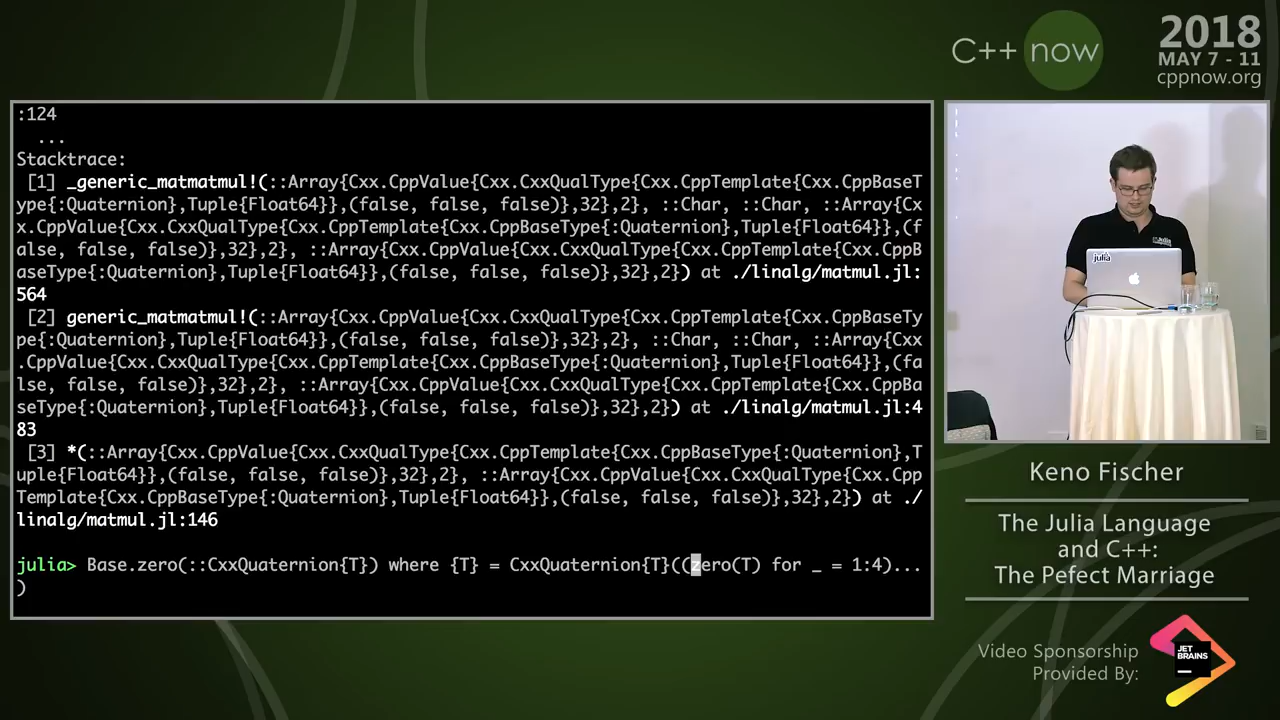 C++ now
2018
MAY 7 - 11
cppnow.org
:124
...
Stacktrace:
[1] _generic_matmatmul!(::Array{Cxx.CppValue{Cxx.CxxQualType{Cxx.CppTemplate{Cxx.CppBaseT
ype{:Quaternion},Tuple{Float64}},(false, false, false)},32},2}, ::Char, ::Char, ::Array{Cx
x.CppValue{Cxx.CxxQualType{Cxx.CppTemplate{Cxx.CppBaseType{:Quaternion},Tuple{Float64}},(f
alse, false, false)},32},2}, ::Array{Cxx.CppValue{Cxx.CxxQualType{Cxx.CppTemplate{Cxx.CppB
aseType{:Quaternion},Tuple{Float64}},(false, false, false)},32},2}) at ./linalg/matmul.jl:
564
[2] generic_matmatmul!(::Array{Cxx.CppValue{Cxx.CxxQualType{Cxx.CppTemplate{Cxx.CppBaseTy
pe{:Quaternion},Tuple{Float64}},(false, false, false)},32},2}, ::Char, ::Char, ::Array{Cxx
.CppValue{Cxx.CxxQualType{Cxx.CppTemplate{Cxx.CppBaseType{:Quaternion},Tuple{Float64}},(fa
lse, false, false)},32},2}, ::Array{Cxx.CppValue{Cxx.CxxQualType{Cxx.CppTemplate{Cxx.CppBa
seType{:Quaternion},Tuple{Float64}},(false, false, false)},32},2}) at ./linalg/matmul.jl:4
83
[3] *(::Array{Cxx.CppValue{Cxx.CxxQualType{Cxx.CppTemplate{Cxx.CppBaseType{:Quaternion},T
uple{Float64}},(false, false, false)},32},2}, ::Array{Cxx.CppValue{Cxx.CxxQualType{Cxx.Cpp
Template{Cxx.CppBaseType{:Quaternion},Tuple{Float64}},(false, false, false)},32},2}) at ./
linalg/matmul.jl:146
julia> Base.zero(::CxxQuaternion{T}) where {T} = CxxQuaternion{T}((zero(T) for _ = 1:4)...
)
julia
Keno Fischer
The Julia Language
and C++:
The Pefect Marriage
Video Sponsorship
Provided By:
JET
BRAINS